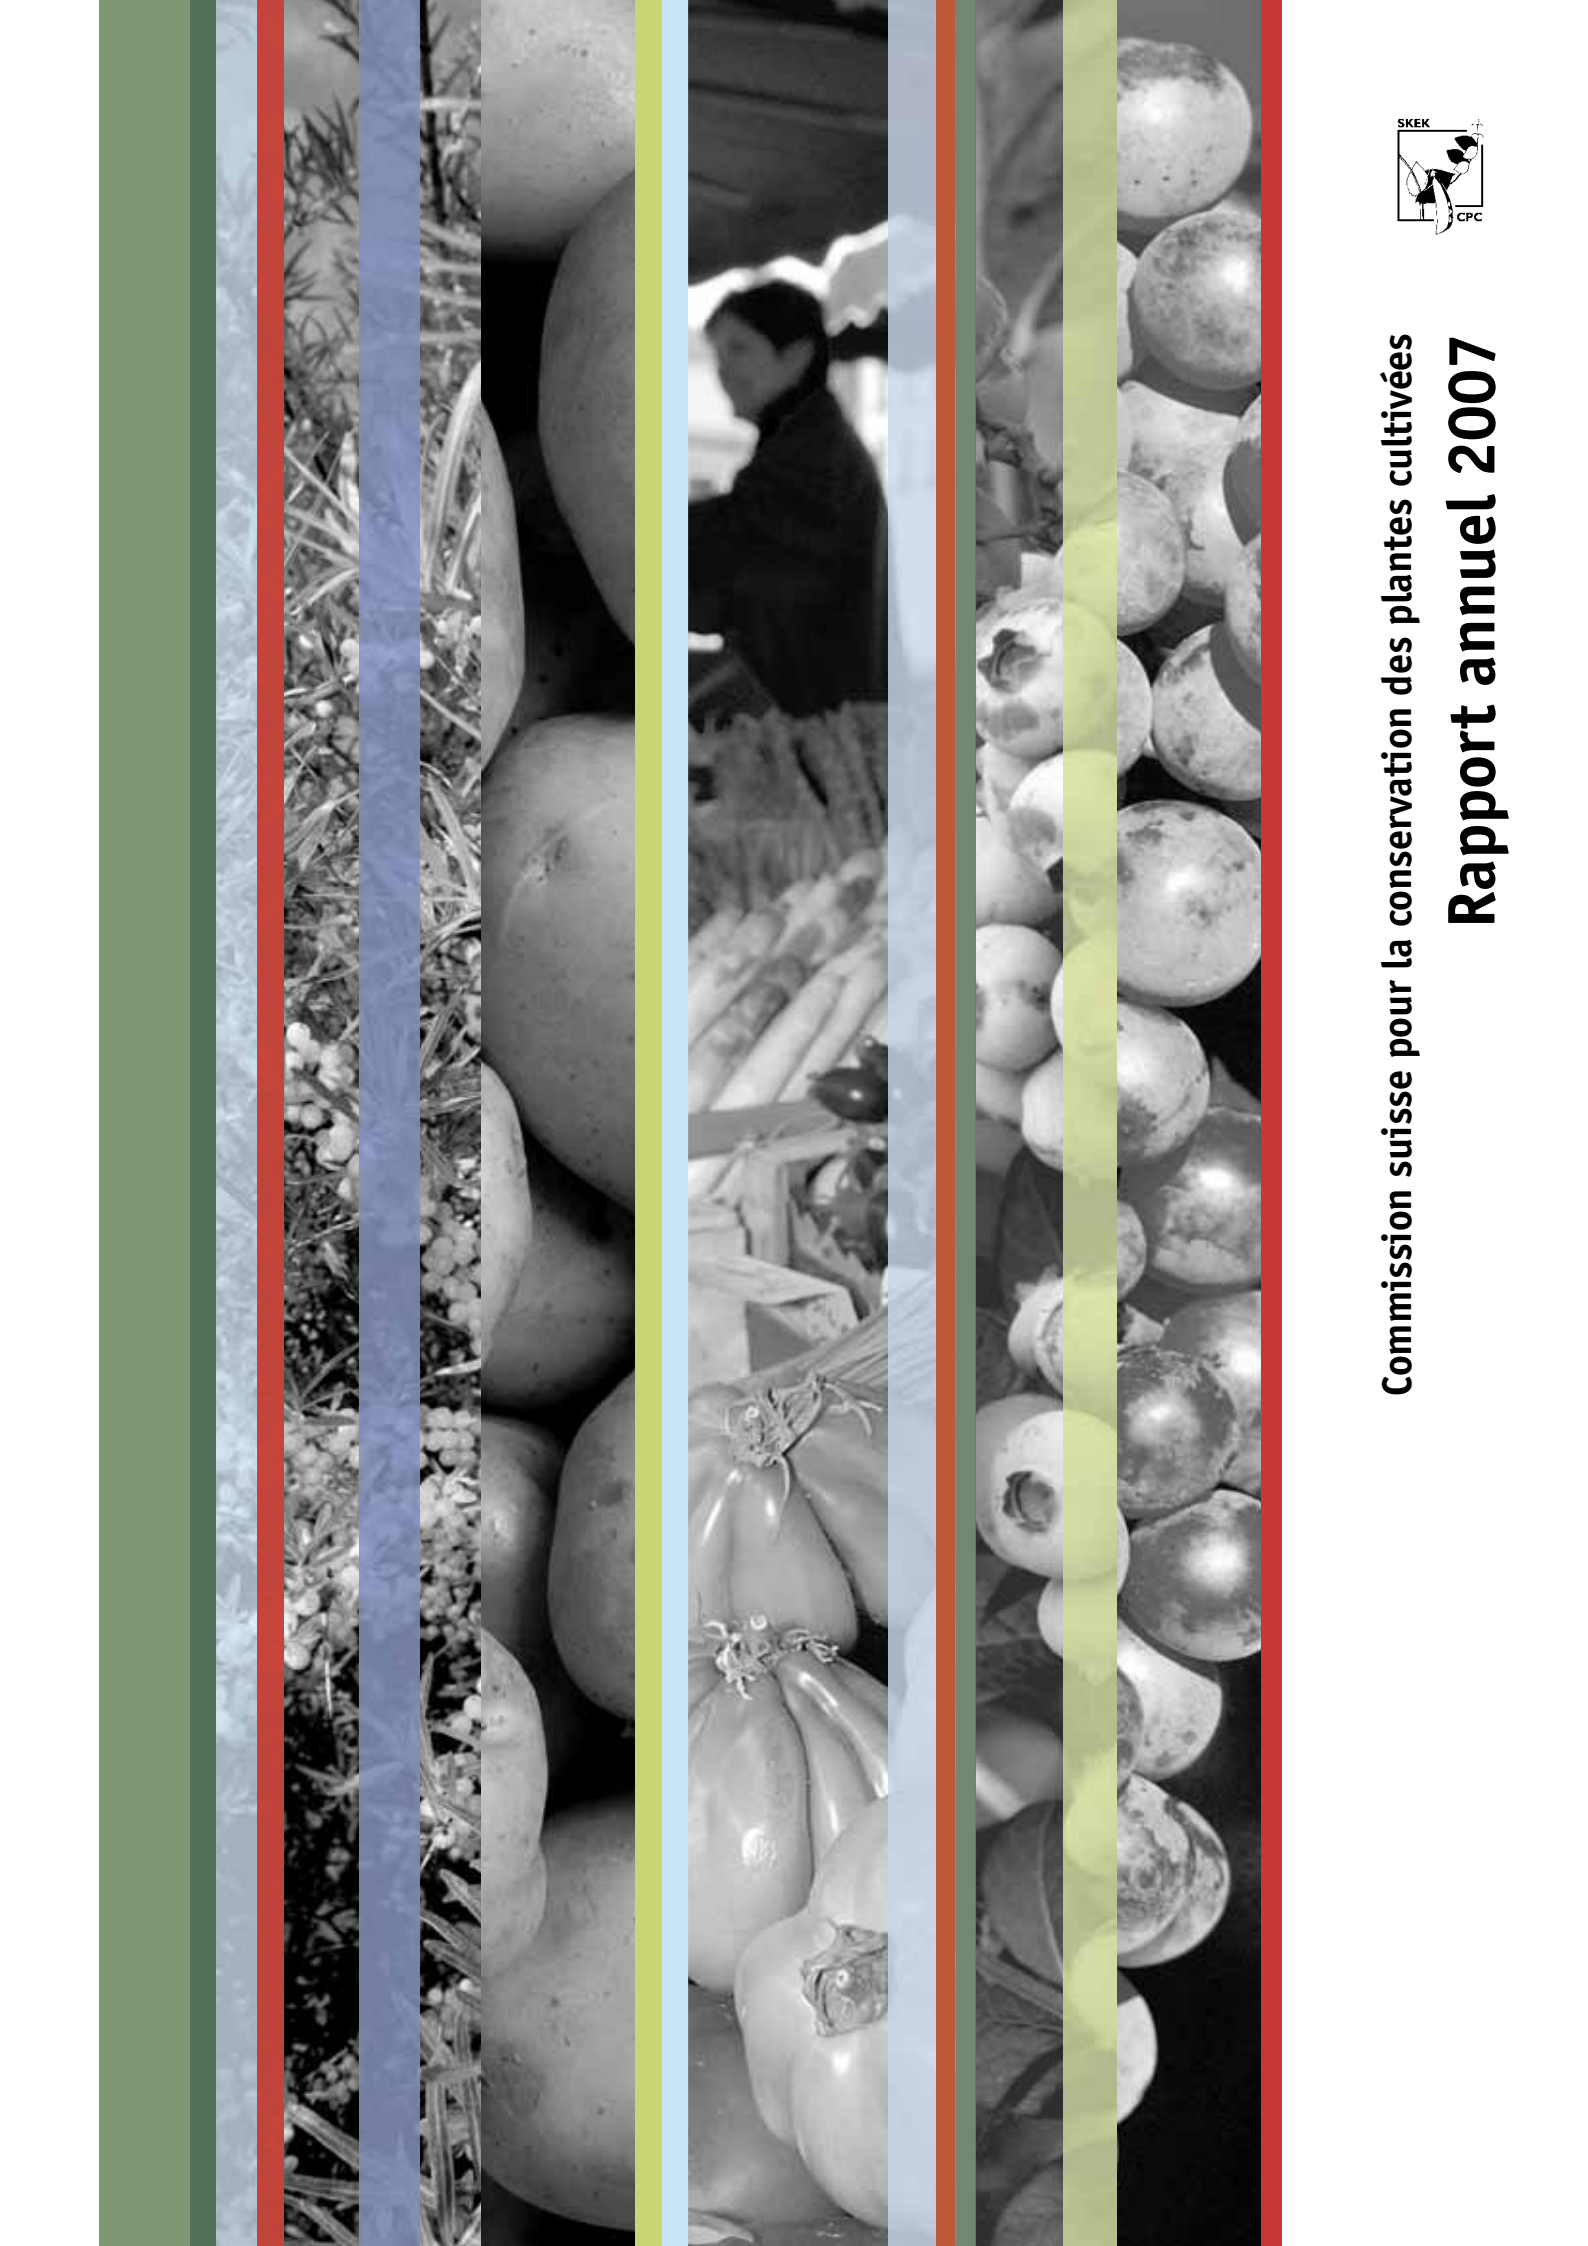 SKEK
CPC
Commission suisse pour la conservation des plantes cultivées
Rapport annuel 2007